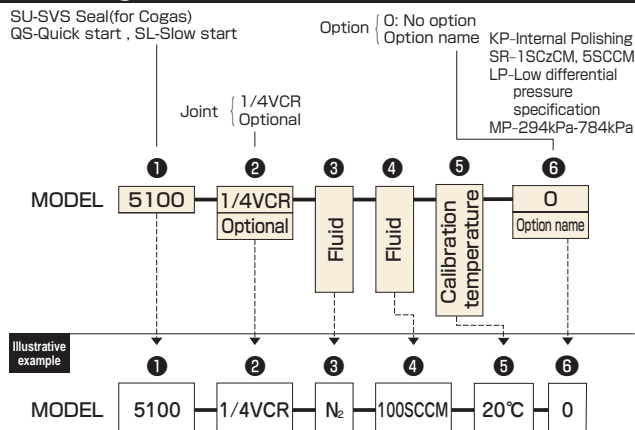 SU-SVS Seal(for Cogas)
QS-Quick start , SL-Slow start
Option { 0: No option
Option name
KP-Internal Polishing
SR-1SCzCM, 5SCCM
LP-Low differential
pressure
specification
MP-294kPa-784kPa
Joint { 1/4VCR
Optional
❶ ❷ ❸ ❹ ❺ ❻
MODEL 5100 1/4VCR Fluid Fluid Calibration temperature 0
Optional Option name
Illustrative
example
❶ ❷ ❸ ❹ ❺ ❻
MODEL 5100 1/4VCR N₂ 100SCCM 20℃ 0